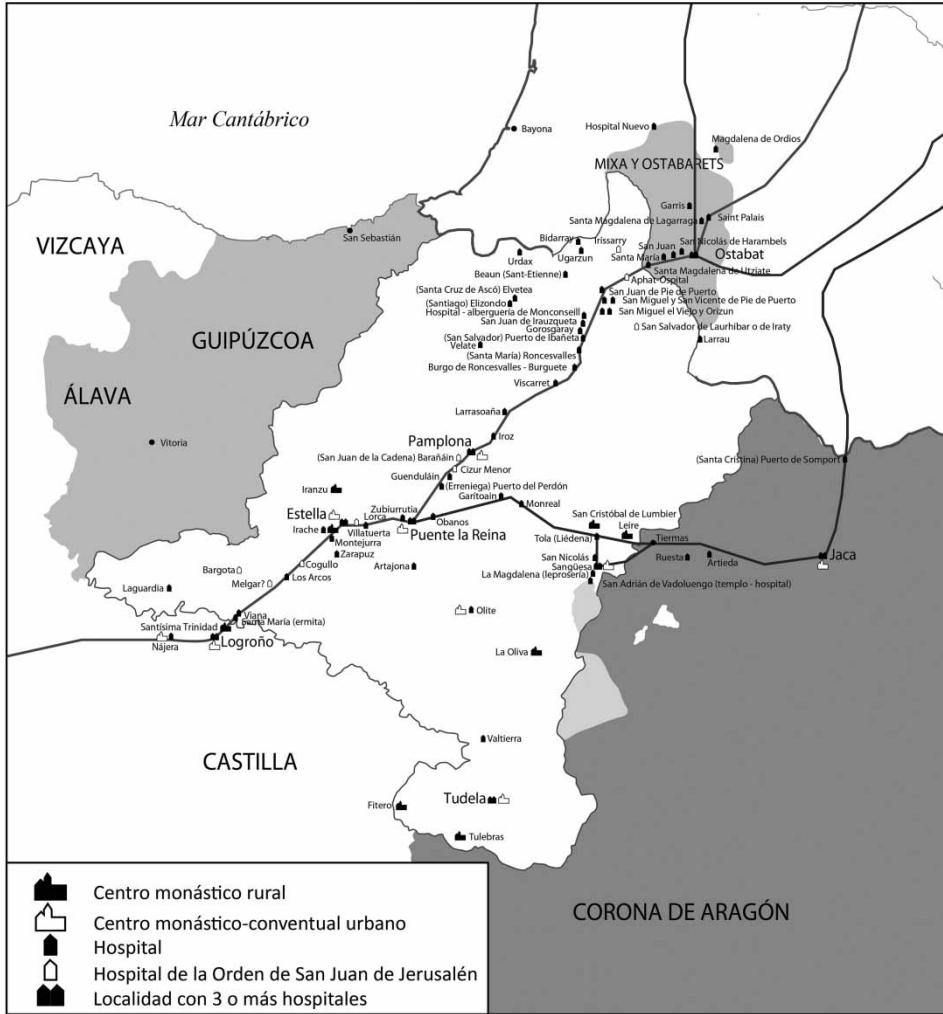 Mar Cantábrico
Bayona
Hospital Nuevo
Magdalena de Ordios
MIXA Y OSTABARETS
Garris
Santa Magdalena de Lagarraga
Saint Palais
VIZCAYA
San Sebastián
Bidarray
Irissarry
San Juan
San Nicolás de Harambels
Urdax
Ugarzun
Santa María
Ostabat
Beaun (Sant-Etienne)
Santa Magdalena de Utziate
Aphat-Ospital
(Santa Cruz de Ascó) Elvetea
San Juan de Pie de Puerto
(Santiago) Elizondo
San Miguel y San Vicente de Pie de Puerto
Hospital - alberguería de Monconseill
San Miguel el Viejo y Orizun
San Juan de Irauzqueta
Gorosgaray
San Salvador de Laurhibar o de Iraty
GUIPÚZCOA
(San Salvador) Puerto de Ibañeta
Larrau
Velate
(Santa María) Roncesvalles
Burgo de Roncesvalles - Burguete
Viscarret
ÁLAVA
Larrasoaña
Vitoria
Iroz
Pamplona
(San Juan de la Cadena) Barañáin
(Santa Cristina) Puerto de Somport
Cizur Menor
Guenduláin
(Erreniega) Puerto del Perdón
Iranzu
Garitoain
Monreal
Zubiurrutia
San Cristóbal de Lumbier
Estella
Lorca
Obanos
Leire
Irache
Villatuerta
Puente la Reina
Tola (Liédena)
Tiermas
Montejurra
Zarapuz
San Nicolás
Ruesta
Artieda
Jaca
Cogullo
Artajona
Sangüesa
Bargota
Melgar?
Los Arcos
La Magdalena (leprosería)
San Adrián de Vadoluengo (templo - hospital)
Laguardia
Viana
Olite
Santísima Trinidad
Santa María (ermita)
Logroño
Nájera
La Oliva
Valtierra
CASTILLA
Tudela
Fitero
Tulebras
CORONA DE ARAGÓN
Centro monástico rural
Centro monástico-conventual urbano
Hospital
Hospital de la Orden de San Juan de Jerusalén
Localidad con 3 o más hospitales